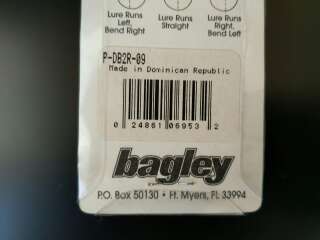 Lure Runs
Left,
Bend Right
Lure Runs
Straight
Lure Runs
Right,
Bend Left
P-DB2R-09
Made in Dominican Republic
0 24861 06953 2
bagley
P.O. Box 50130 • Ft. Myers, FL 33994